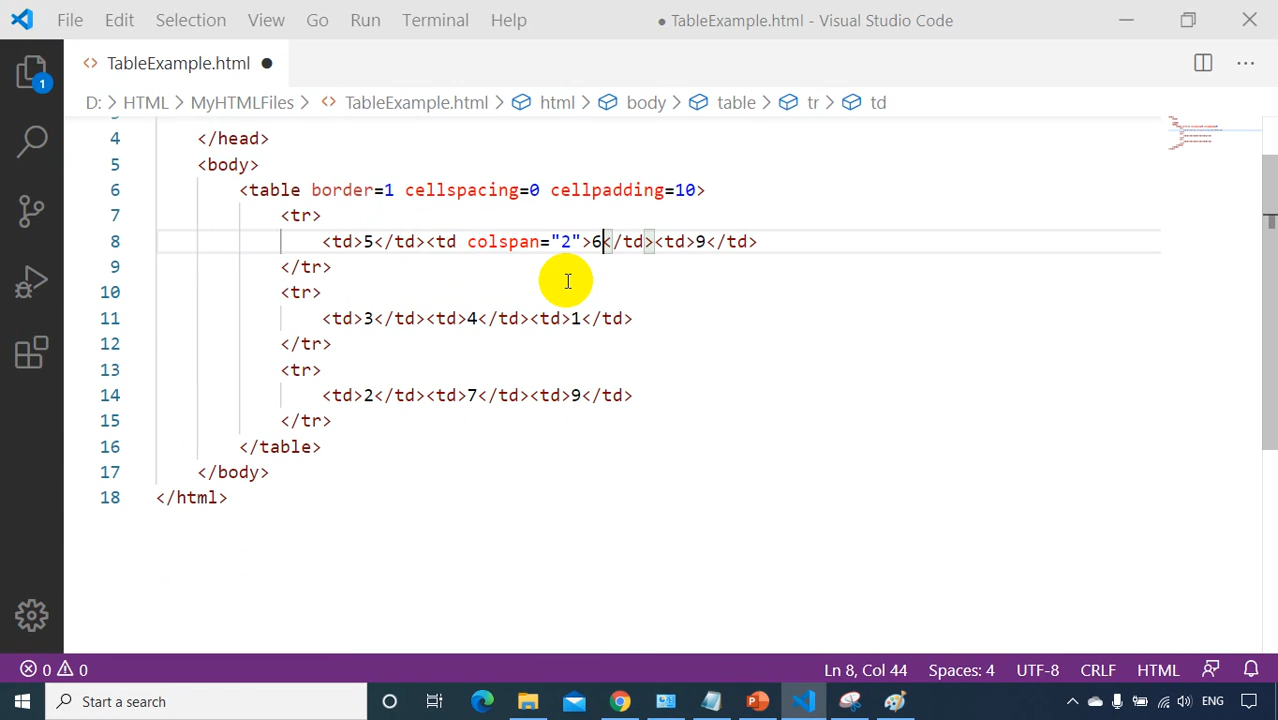 File Edit Selection View Go Run Terminal Help ● TableExample.html - Visual Studio Code
TableExample.html
D: > HTML > MyHTMLFiles > TableExample.html > html > body > table > tr > td
1
4 </head>
5 <body>
6 <table border=1 cellspacing=0 cellpadding=10>
7 <tr>
8 <td>5</td><td colspan="2">6</td><td>9</td>
9 </tr>
10 <tr>
11 <td>3</td><td>4</td><td>1</td>
12 </tr>
13 <tr>
14 <td>2</td><td>7</td><td>9</td>
15 </tr>
16 </table>
17 </body>
18 </html>
0 0 Ln 8, Col 44 Spaces: 4 UTF-8 CRLF HTML
Start a search ENG